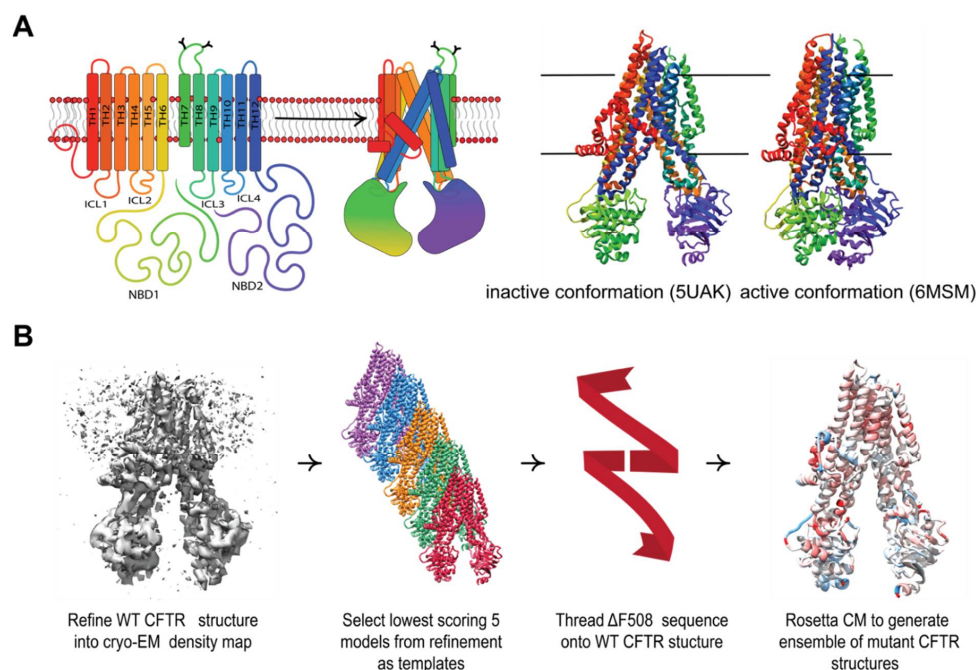 A
TH1
TH2
TH3
TH4
TH5
TH6
TH7
TH8
TH9
TH10
TH11
TH12
ICL1
ICL2
ICL3
ICL4
NBD1
NBD2
inactive conformation (5UAK)
active conformation (6MSM)
B
Refine WT CFTR structure
into cryo-EM density map
Select lowest scoring 5
models from refinement
as templates
Thread ΔF508 sequence
onto WT CFTR stucture
Rosetta CM to generate
ensemble of mutant CFTR
structures